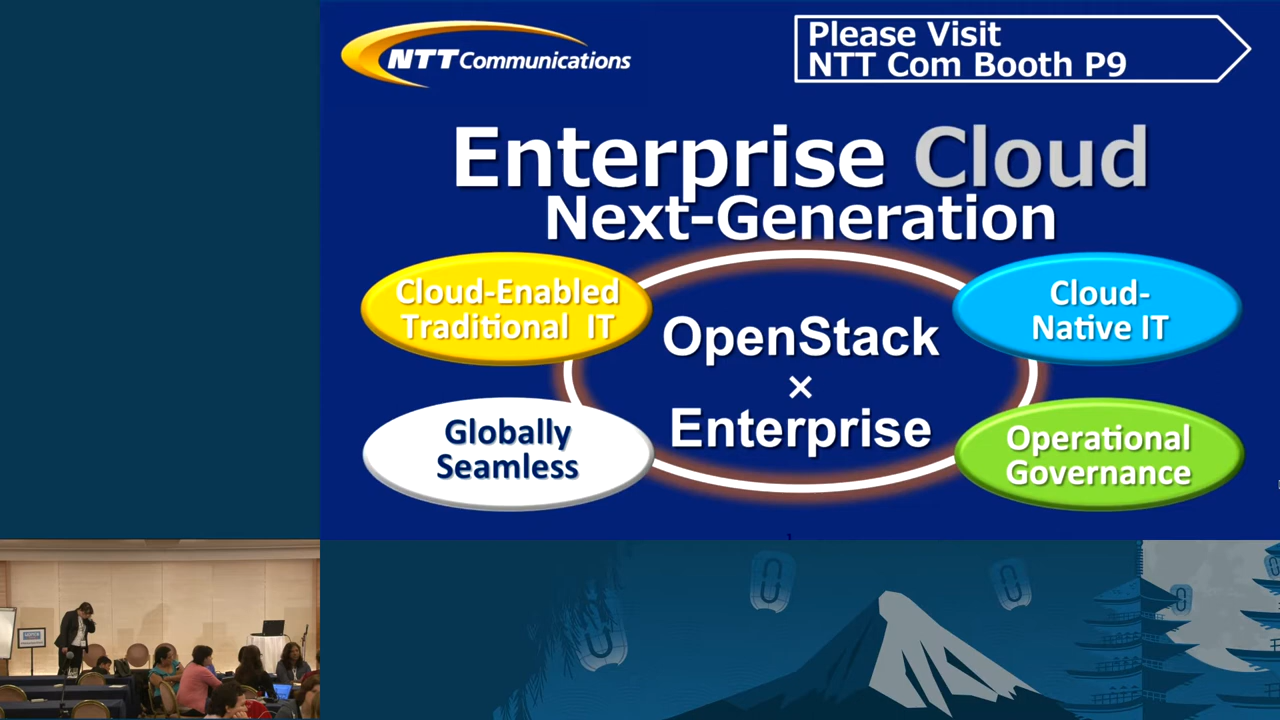 NTT Communications
Please Visit
NTT Com Booth P9
Enterprise Cloud
Next-Generation
Cloud-Enabled
Traditional IT
Cloud-
Native IT
OpenStack
×
Enterprise
Globally
Seamless
Operational
Governance